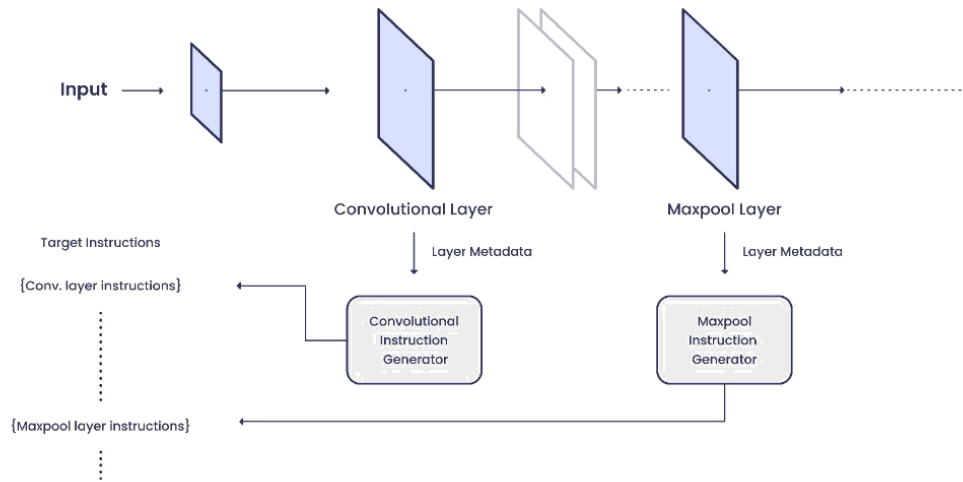 Input
Convolutional Layer
Maxpool Layer
Target Instructions
Layer Metadata
Layer Metadata
{Conv. layer instructions}
Convolutional
Instruction
Generator
Maxpool
Instruction
Generator
{Maxpool layer instructions}